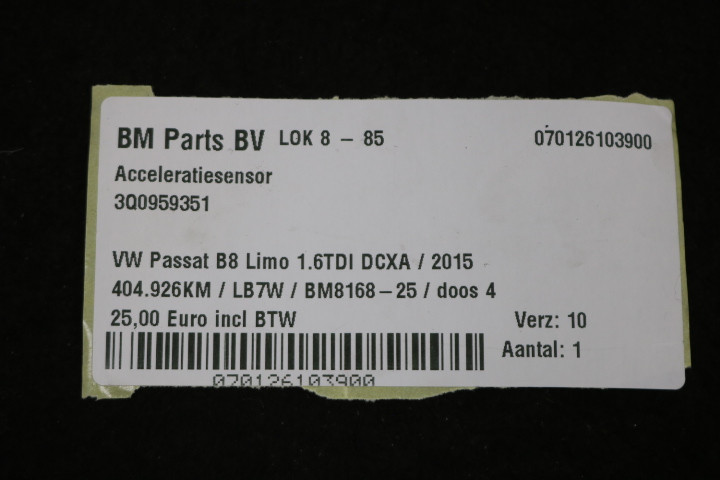 BM Parts BV LOK 8 - 85 070126103900
Acceleratiesensor
3Q0959351
VW Passat B8 Limo 1.6TDI DCXA / 2015
404.926KM / LB7W / BM8168-25 / doos 4
25,00 Euro incl BTW Verz: 10
Aantal: 1
070126103900